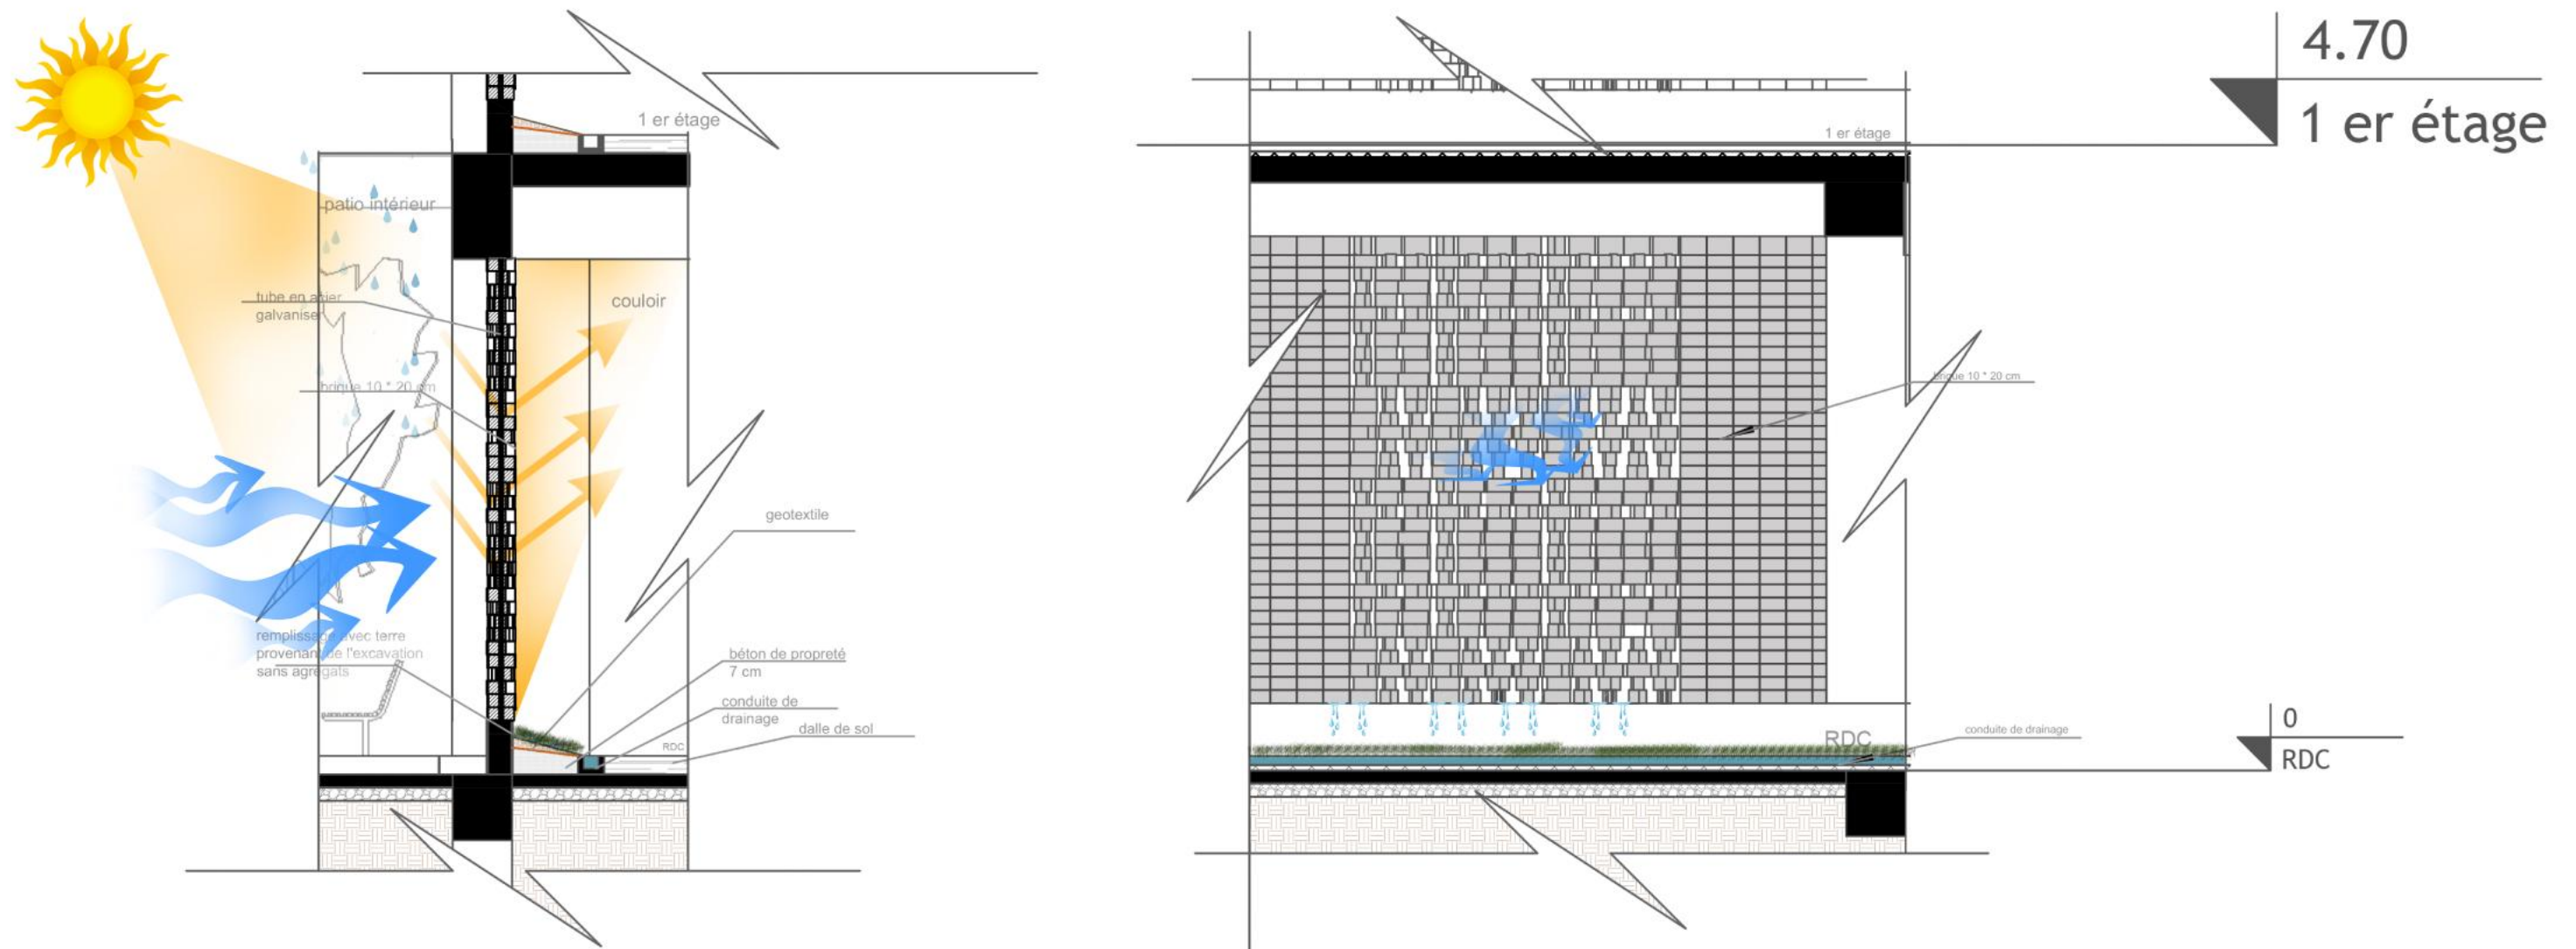 1 er étage
patio intérieur
tube en acier
galvaniser
couloir
brique 10 * 20 cm
geotextile
remplissage avec terre
provenant de l'excavation
sans agrégats
béton de propreté
7 cm
conduite de
drainage
dalle de sol
RDC
1 er étage
brique 10 * 20 cm
RDC
conduite de drainage
4.70
1 er étage
0
RDC